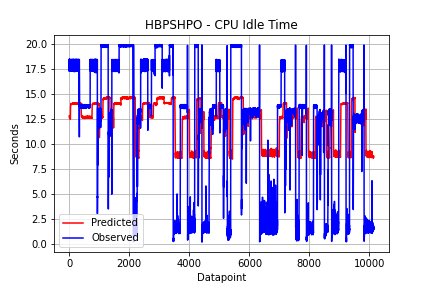 HBPSHPO - CPU Idle Time
20.0
17.5
15.0
12.5
10.0
7.5
5.0
2.5
0.0
Seconds
Predicted
Observed
0 2000 4000 6000 8000 10000
Datapoint